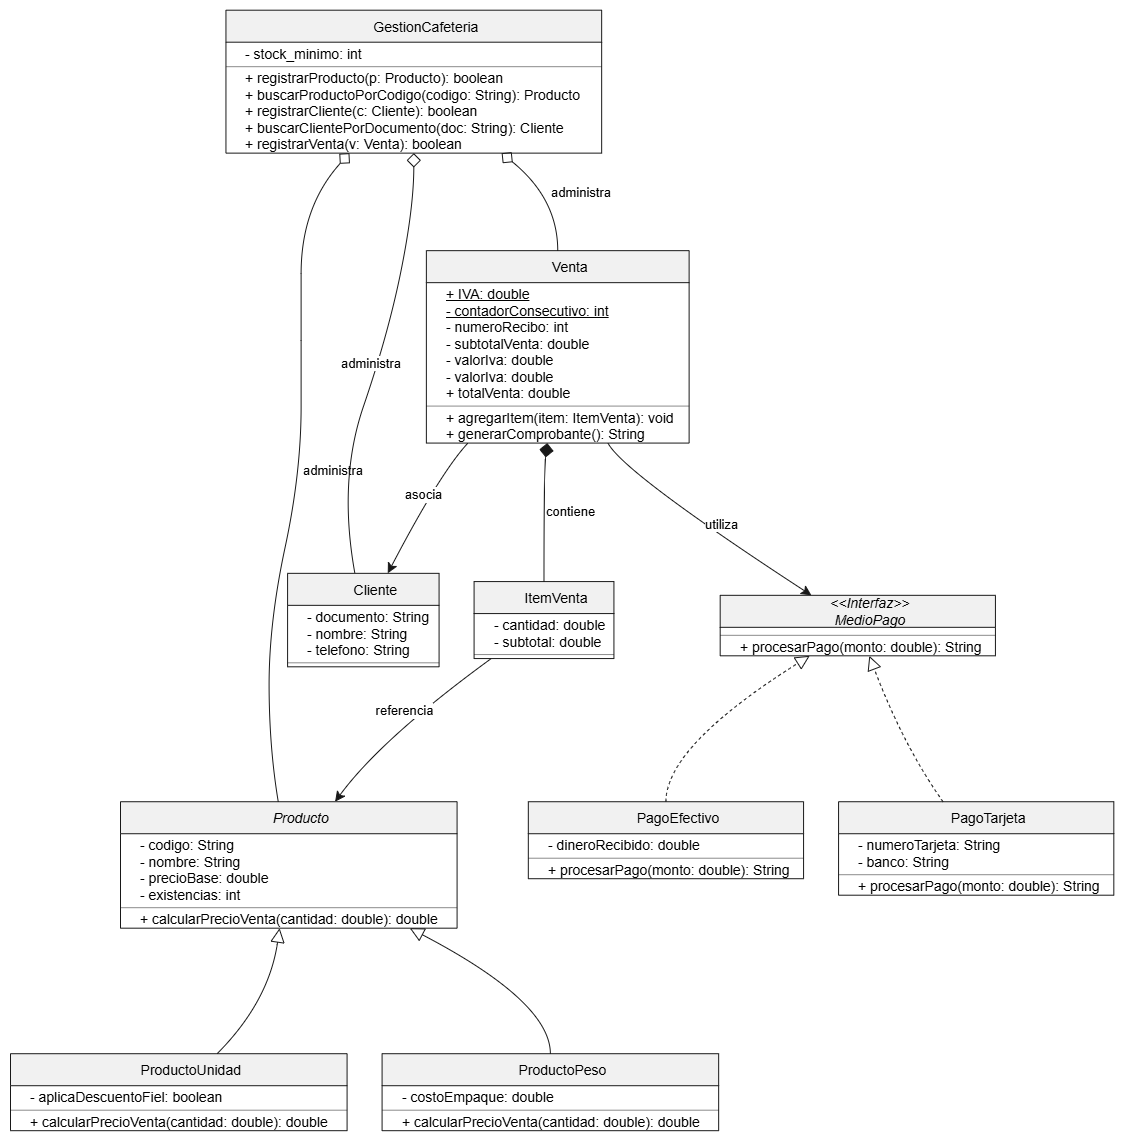 GestionCafeteria
- stock_minimo: int
+ registrarProducto(p: Producto): boolean
+ buscarProductoPorCodigo(codigo: String): Producto
+ registrarCliente(c: Cliente): boolean
+ buscarClientePorDocumento(doc: String): Cliente
+ registrarVenta(v: Venta): boolean
administra
Venta
+ IVA: double
- contadorConsecutivo: int
- numeroRecibo: int
- subtotalVenta: double
- valorIva: double
- valorIva: double
+ totalVenta: double
+ agregarItem(item: ItemVenta): void
+ generarComprobante(): String
administra
administra
asocia
contiene
utiliza
Cliente
- documento: String
- nombre: String
- telefono: String
ItemVenta
- cantidad: double
- subtotal: double
<<Interfaz>>
MedioPago
+ procesarPago(monto: double): String
referencia
Producto
- codigo: String
- nombre: String
- precioBase: double
- existencias: int
+ calcularPrecioVenta(cantidad: double): double
PagoEfectivo
- dineroRecibido: double
+ procesarPago(monto: double): String
PagoTarjeta
- numeroTarjeta: String
- banco: String
+ procesarPago(monto: double): String
ProductoUnidad
- aplicaDescuentoFiel: boolean
+ calcularPrecioVenta(cantidad: double): double
ProductoPeso
- costoEmpaque: double
+ calcularPrecioVenta(cantidad: double): double